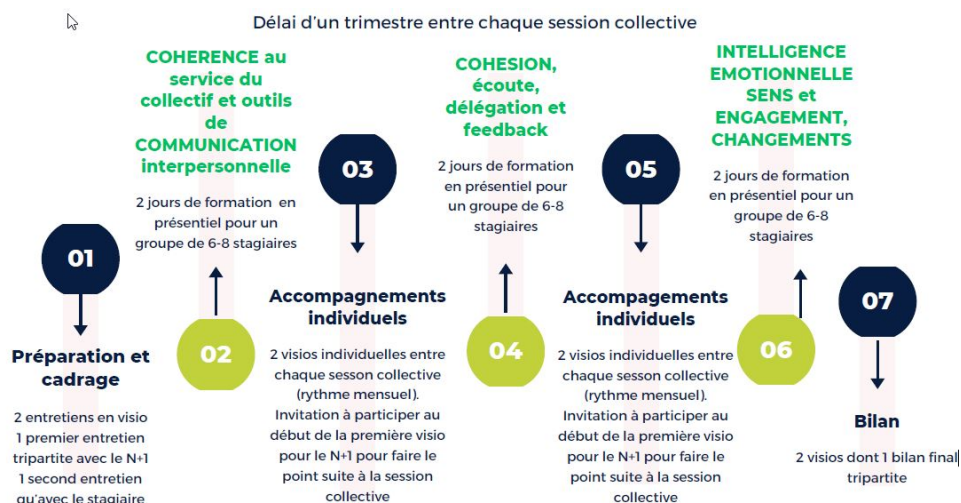 Délai d'un trimestre entre chaque session collective
01
Préparation et
cadrage
2 entretiens en visio
1 premier entretien
tripartite avec le N+1
1 second entretien
qu'avec le stagiaire
COHERENCE au
service du
collectif et outils
de
COMMUNICATION
interpersonnelle
2 jours de formation en
présentiel pour un
groupe de 6-8 stagiaires
02
03
Accompagnements
individuels
2 visios individuelles entre
chaque sesson collective
(rythme mensuel).
Invitation à participer au
début de la première visio
pour le N+1 pour faire le
point suite à la session
collective
COHESION,
écoute,
délégation et
feedback
2 jours de formation
en présentiel pour
un groupe de 6-8
stagiaires
04
05
Accompagements
individuels
2 visios individuelles entre
chaque sesson collective
(rythme mensuel).
Invitation à participer au
début de la première visio
pour le N+1 pour faire le
point suite à la session
collective
INTELLIGENCE
EMOTIONNELLE
SENS et
ENGAGEMENT,
CHANGEMENTS
2 jours de formation
en présentiel pour un
groupe de 6-8
stagiaires
06
07
Bilan
2 visios dont 1 bilan final
tripartite